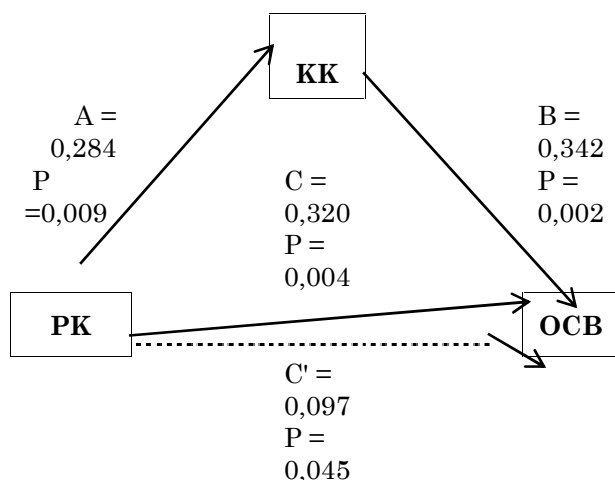 KK
A =
0,284
P
=0,009
B =
0,342
P =
0,002
C =
0,320
P =
0,004
PK
OCB
C' =
0,097
P =
0,045